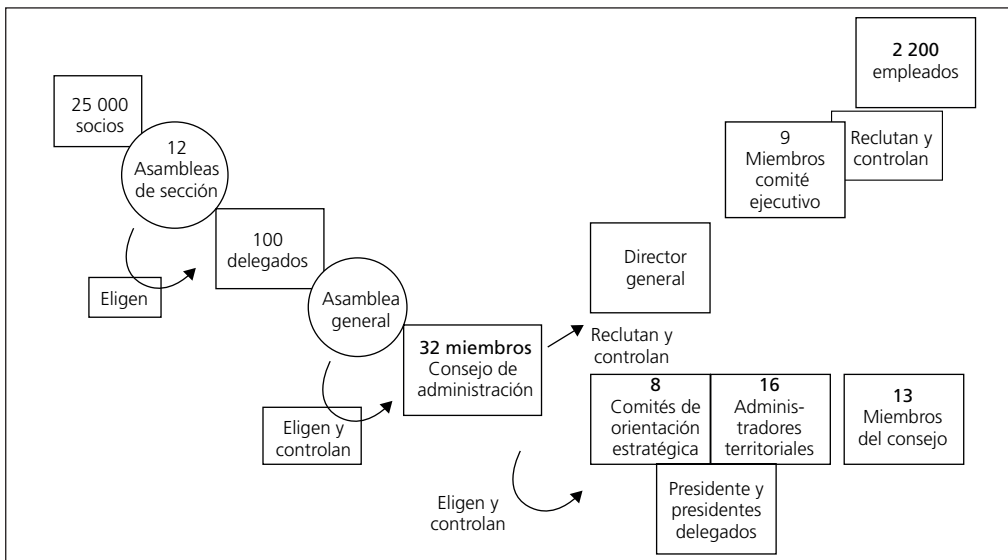 25 000
socios
12
Asambleas
de sección
Eligen
100
delegados
Asamblea
general
Eligen y
controlan
32 miembros
Consejo de
administración
Reclutan y
controlan
Director
general
9
Miembros
comité
ejecutivo
Reclutan y
controlan
2 200
empleados
Eligen y
controlan
8
Comités de
orientación
estratégica
16
Adminis-
tradores
territoriales
13
Miembros
del consejo
Presidente y
presidentes
delegados